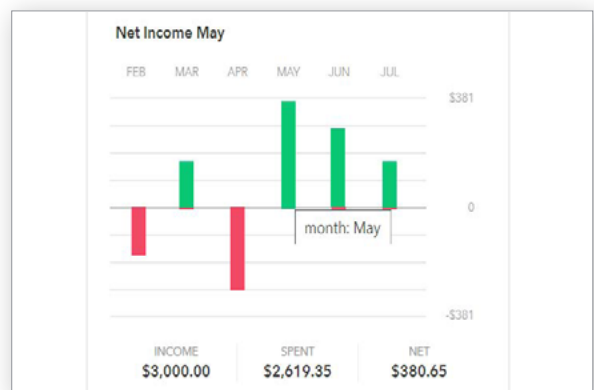 Net Income May
FEB MAR APR MAY JUN JUL
$381
0
month: May
-$381
INCOME SPENT NET
$3,000.00 $2,619.35 $380.65